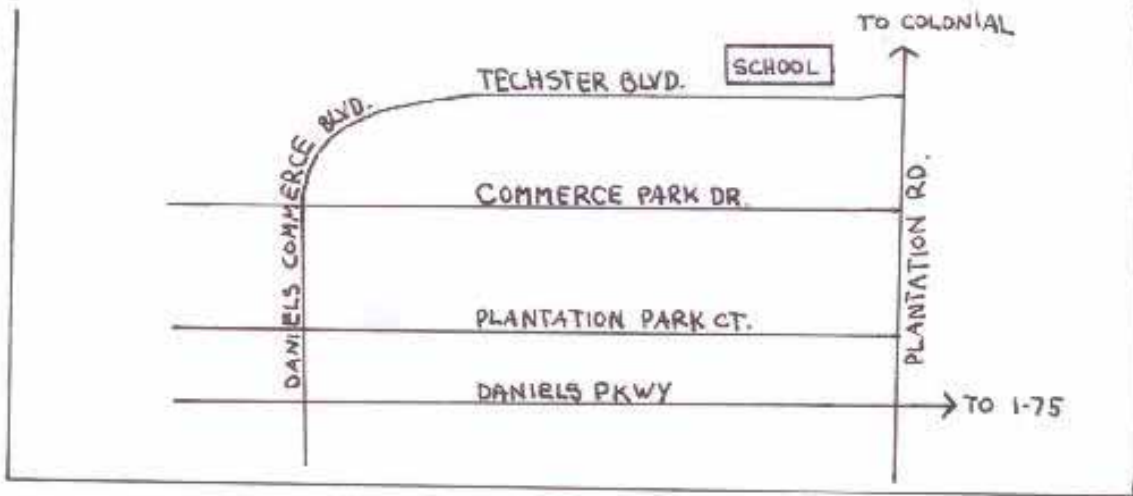 TO COLONIAL
SCHOOL
TECHSTER BLVD.
DANIELS COMMERCE BLVD.
COMMERCE PARK DR.
PLANTATION RD.
PLANTATION PARK CT.
DANIELS PKWY
TO 1-75